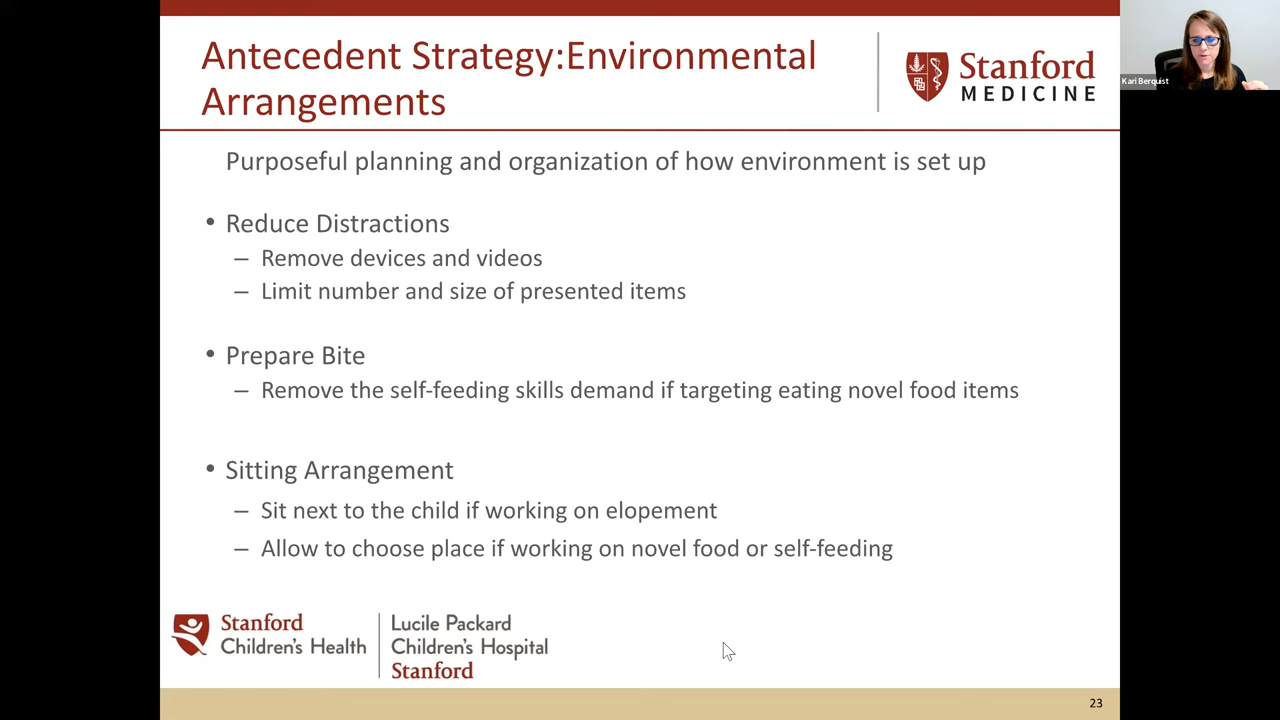 Antecedent Strategy:Environmental
Arrangements
Stanford
MEDICINE
Kari Berquist
Purposeful planning and organization of how environment is set up
• Reduce Distractions
– Remove devices and videos
– Limit number and size of presented items
• Prepare Bite
– Remove the self-feeding skills demand if targeting eating novel food items
• Sitting Arrangement
– Sit next to the child if working on elopement
– Allow to choose place if working on novel food or self-feeding
Stanford
Children's Health
Lucile Packard
Children's Hospital
Stanford
23